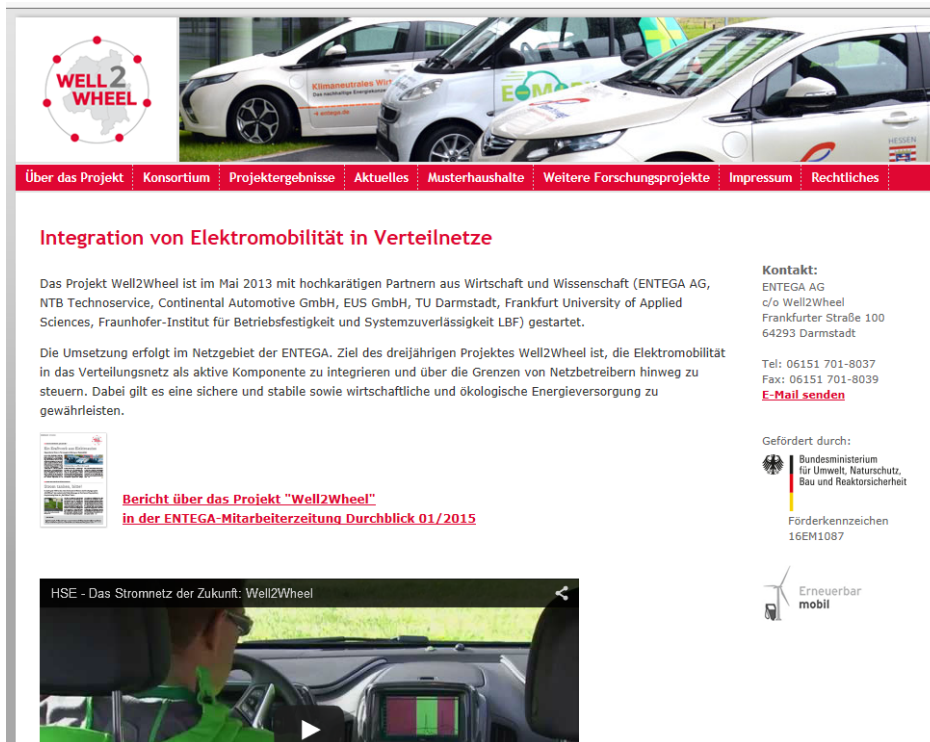 WELL2
WHEEL
Klimaneutrales Wirt
entega.de
HESSEN
Über das Projekt
Konsortium
Projektergebnisse
Aktuelles
Musterhaushalte
Weitere Forschungsprojekte
Impressum
Rechtliches
Integration von Elektromobilität in Verteilnetze
Das Projekt Well2Wheel ist im Mai 2013 mit hochkarätigen Partnern aus Wirtschaft und Wissenschaft (ENTEGA AG,
NTB Technoservice, Continental Automotive GmbH, EUS GmbH, TU Darmstadt, Frankfurt University of Applied
Sciences, Fraunhofer-Institut für Betriebsfestigkeit und Systemzuverlässigkeit LBF) gestartet.
Die Umsetzung erfolgt im Netzgebiet der ENTEGA. Ziel des dreijährigen Projektes Well2Wheel ist, die Elektromobilität
in das Verteilungsnetz als aktive Komponente zu integrieren und über die Grenzen von Netzbetreibern hinweg zu
steuern. Dabei gilt es eine sichere und stabile sowie wirtschaftliche und ökologische Energieversorgung zu
gewährleisten.
Bericht über das Projekt "Well2Wheel"
in der ENTEGA-Mitarbeiterzeitung Durchblick 01/2015
HSE - Das Stromnetz der Zukunft: Well2Wheel
Kontakt:
ENTEGA AG
c/o Well2Wheel
Frankfurter Straße 100
64293 Darmstadt
Tel: 06151 701-8037
Fax: 06151 701-8039
E-Mail senden
Gefördert durch:
Bundesministerium
für Umwelt, Naturschutz,
Bau und Reaktorsicherheit
Förderkennzeichen
16EM1087
Erneuerbar
mobil